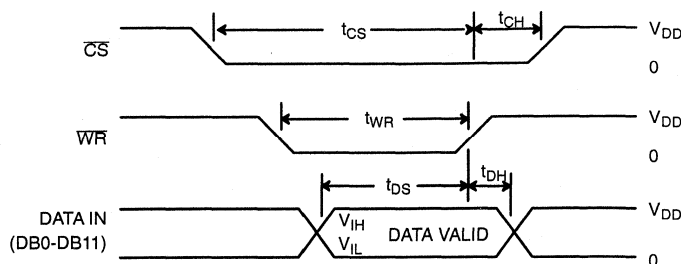 tCS
tCH
VDD
CS
0
tWR
VDD
WR
0
tDS
tDH
VDD
DATA IN
(DB0-DB11)
VIH
VIL
DATA VALID
0